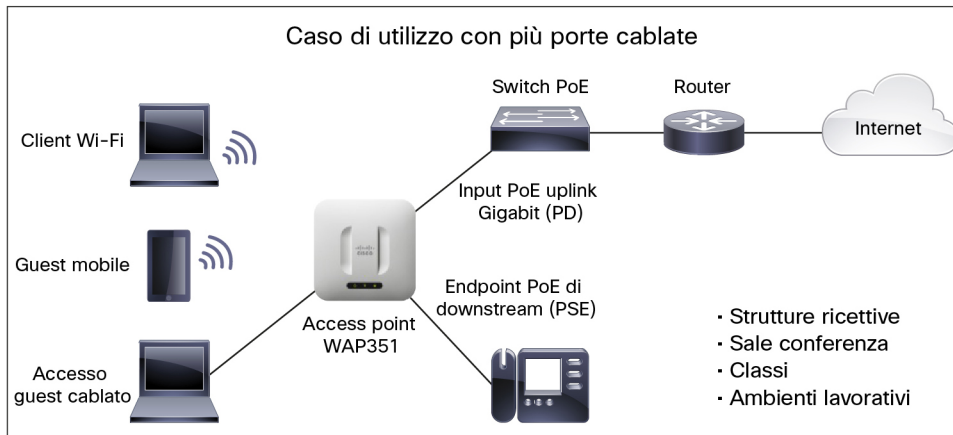 Caso di utilizzo con più porte cablate
Switch PoE
Router
Client Wi-Fi
Internet
Input PoE uplink
Gigabit (PD)
Guest mobile
Endpoint PoE di
downstream (PSE)
Access point
WAP351
Accesso
guest cablato
· Strutture ricettive
· Sale conferenza
· Classi
· Ambienti lavorativi